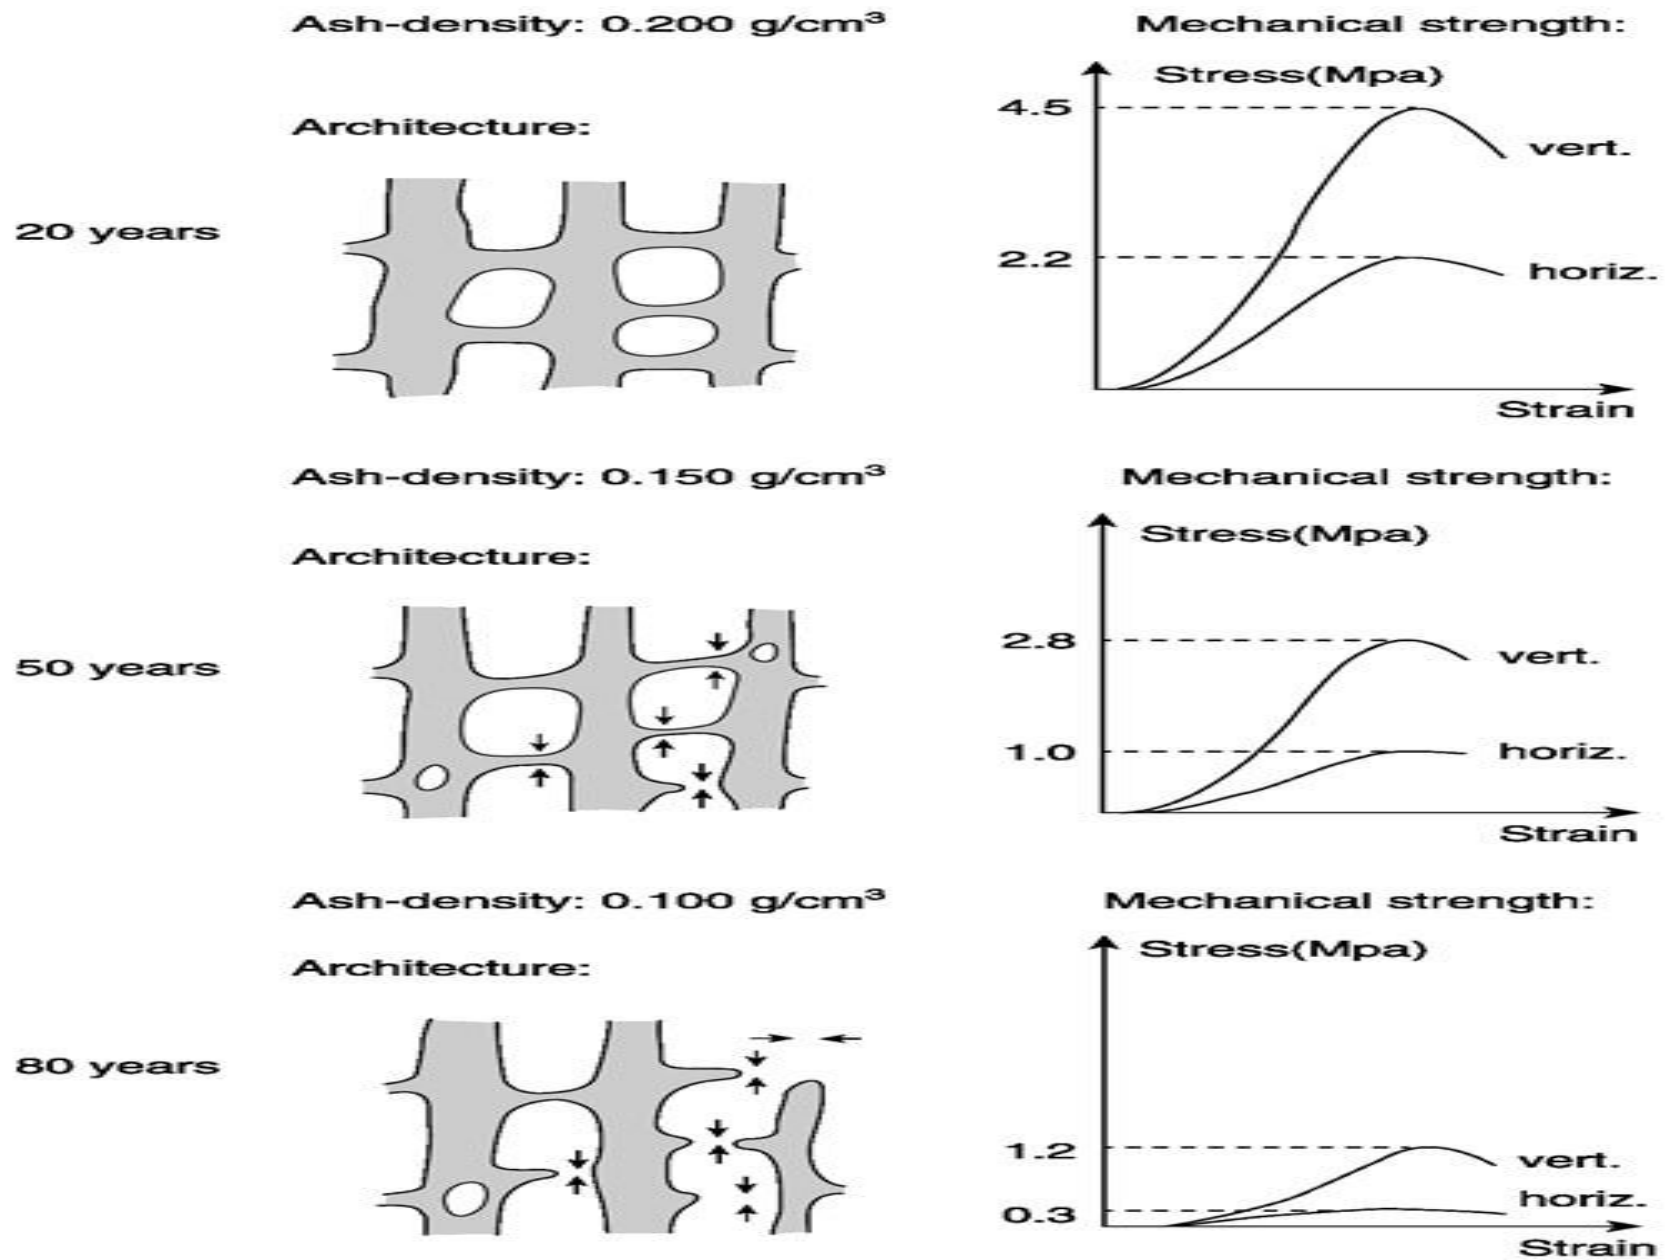 Ash-density: 0.200 g/cm³
Mechanical strength:
Stress(Mpa)
4.5
Architecture:
vert.
20 years
2.2
horiz.
Strain
Ash-density: 0.150 g/cm³
Mechanical strength:
Stress(Mpa)
Architecture:
2.8
vert.
50 years
1.0
horiz.
Strain
Ash-density: 0.100 g/cm³
Mechanical strength:
Stress(Mpa)
Architecture:
80 years
1.2
vert.
horiz.
0.3
Strain